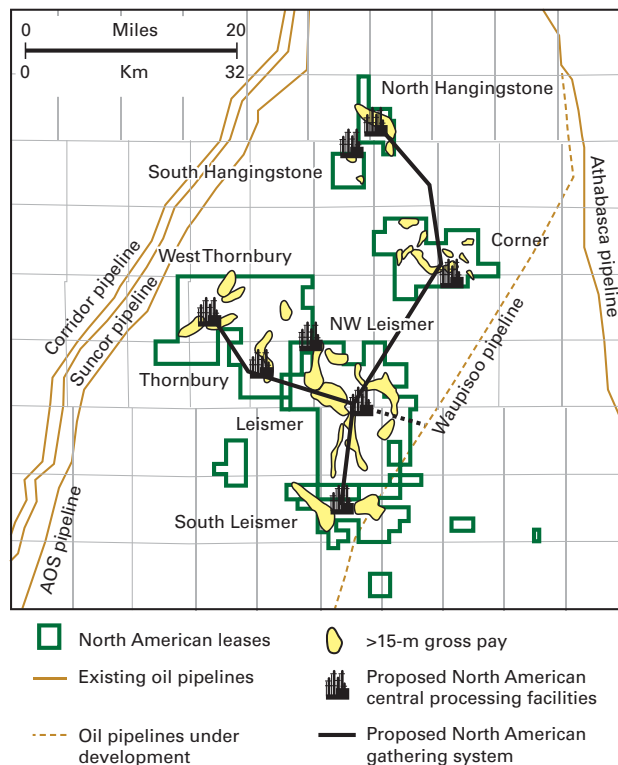 0 Miles 20
0 Km 32
North Hangingstone
South Hangingstone
Athabasca pipeline
Corner
West Thornbury
Corridor pipeline
Suncor pipeline
NW Leismer
Thornbury
Waupisoo pipeline
Leismer
South Leismer
AOS pipeline
North American leases
>15-m gross pay
Existing oil pipelines
Proposed North American
central processing facilities
Oil pipelines under
development
Proposed North American
gathering system